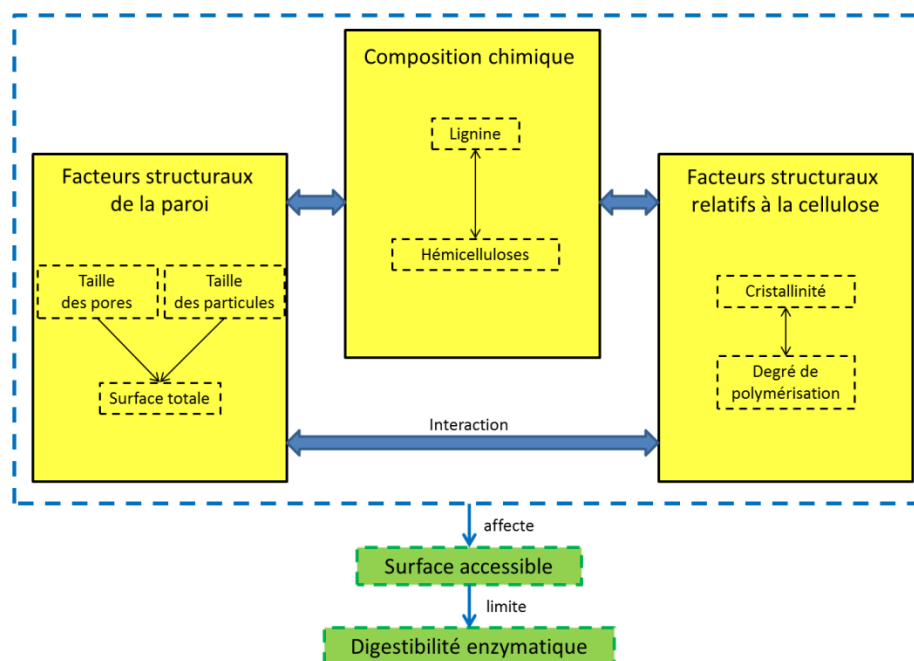 Composition chimique
Lignine
Hémicelluloses
Facteurs structuraux
de la paroi
Taille
des pores
Taille
des particules
Surface totale
Facteurs structuraux
relatifs à la cellulose
Cristallinité
Degré de
polymérisation
Interaction
affecte
Surface accessible
limite
Digestibilité enzymatique